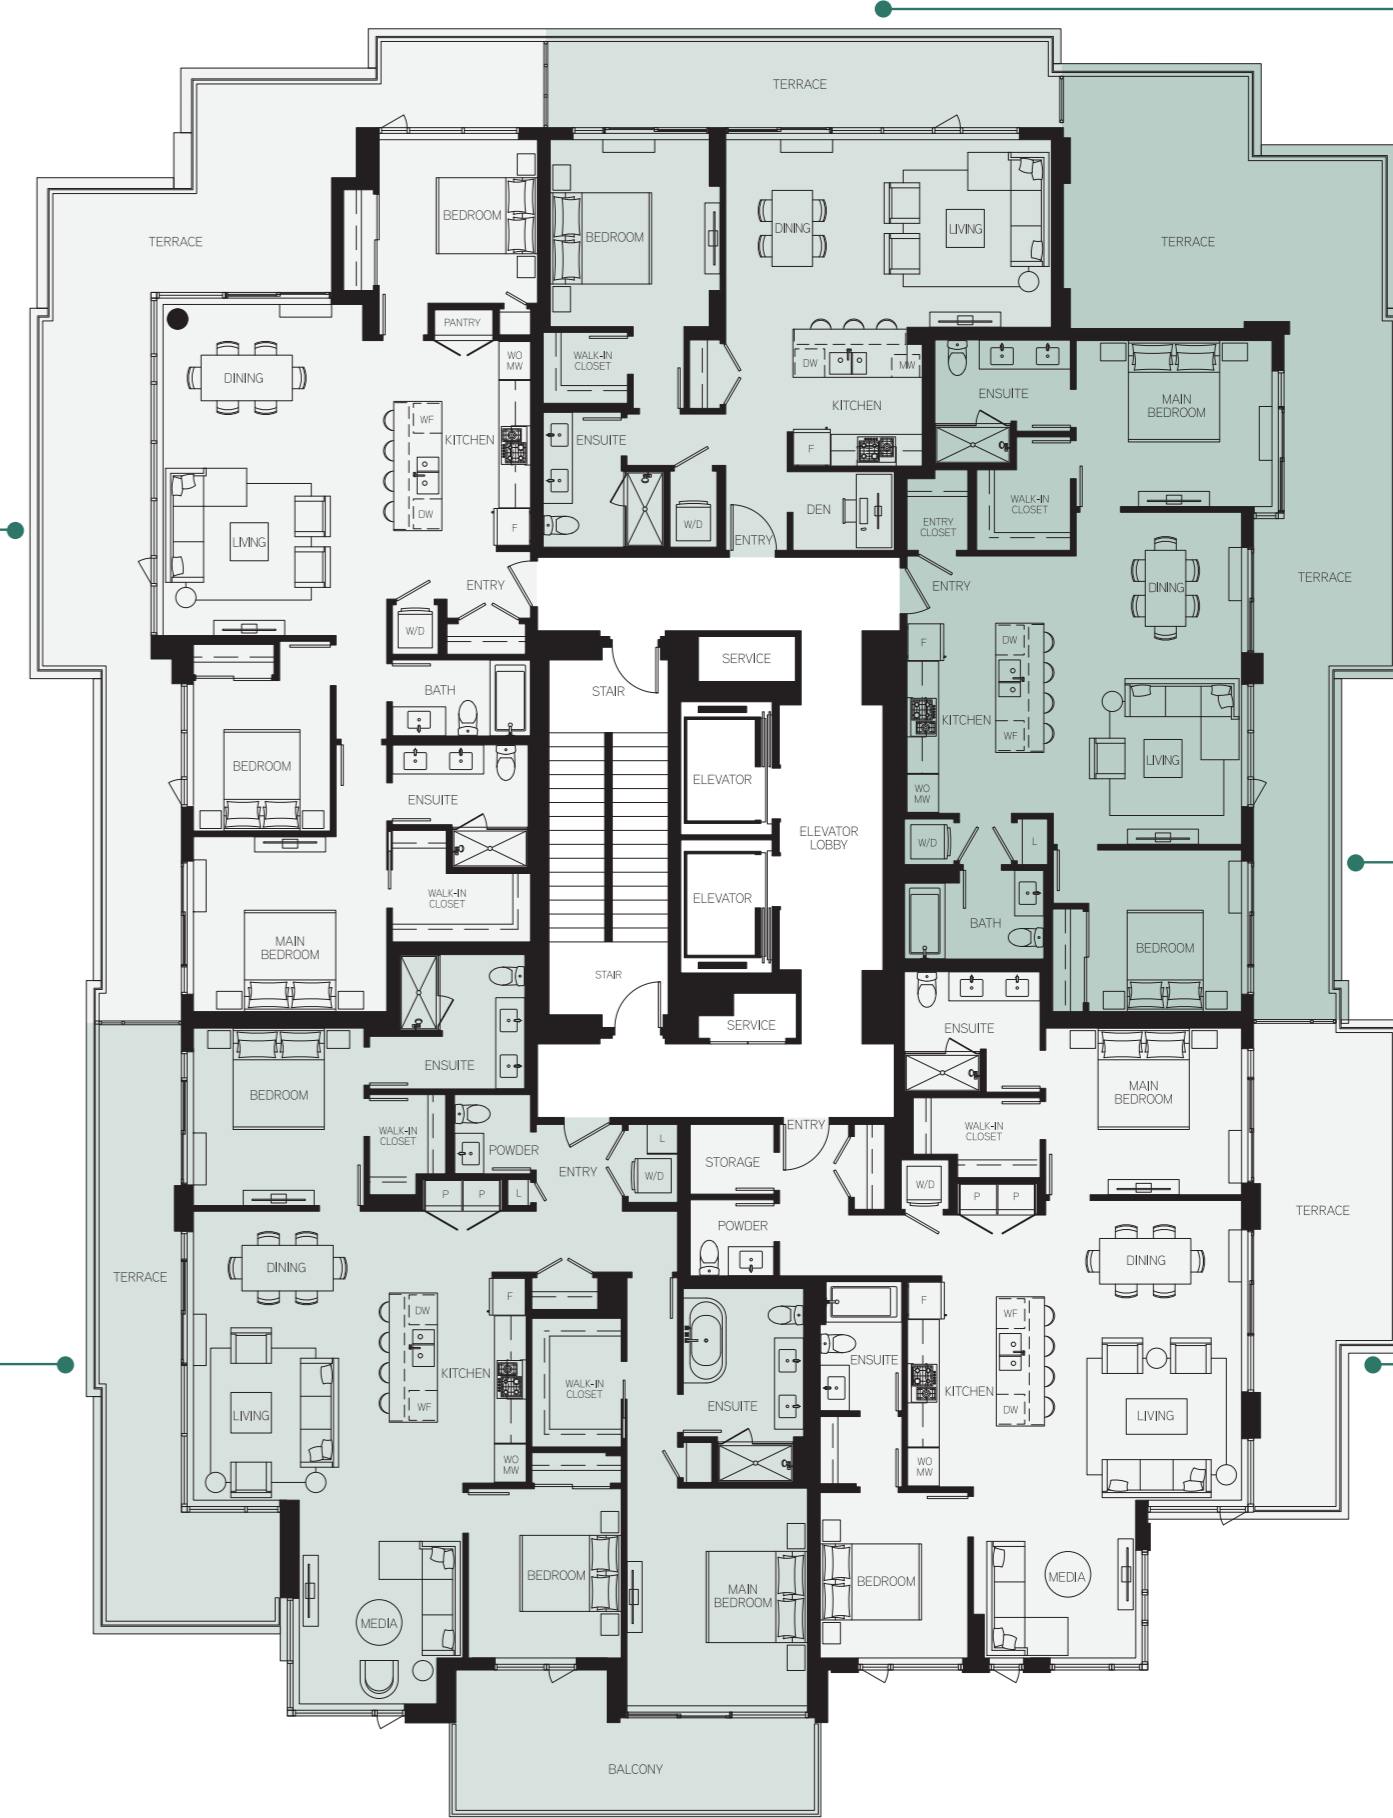 TERRACE
TERRACE
TERRACE
BEDROOM
BEDROOM
DINING
LIVING
PANTRY
WO
MW
WALK-IN
CLOSET
DW
MW
DINING
WF
KITCHEN
DW
F
LIVING
ENSUITE
KITCHEN
F
W/D
DEN
ENTRY
ENSUITE
MAIN
BEDROOM
WALK-IN
CLOSET
ENTRY
CLOSET
ENTRY
DINING
TERRACE
ENTRY
W/D
F
DW
KITCHEN
WF
LIVING
WO
MW
BATH
STAIR
SERVICE
BEDROOM
ENSUITE
ELEVATOR
ELEVATOR
LOBBY
ELEVATOR
W/D
L
BATH
BEDROOM
WALK-IN
CLOSET
MAIN
BEDROOM
STAIR
SERVICE
ENSUITE
BEDROOM
ENSUITE
MAIN
BEDROOM
WALK-IN
CLOSET
POWDER
ENTRY
L
W/D
P
P
L
STORAGE
ENTRY
WALK-IN
CLOSET
W/D
P
P
TERRACE
POWDER
TERRACE
DINING
F
DW
KITCHEN
WF
WO
MW
LIVING
WALK-IN
CLOSET
ENSUITE
ENSUITE
F
WF
KITCHEN
DW
WO
MW
DINING
LIVING
MEDIA
BEDROOM
MAIN
BEDROOM
BEDROOM
MEDIA
BALCONY